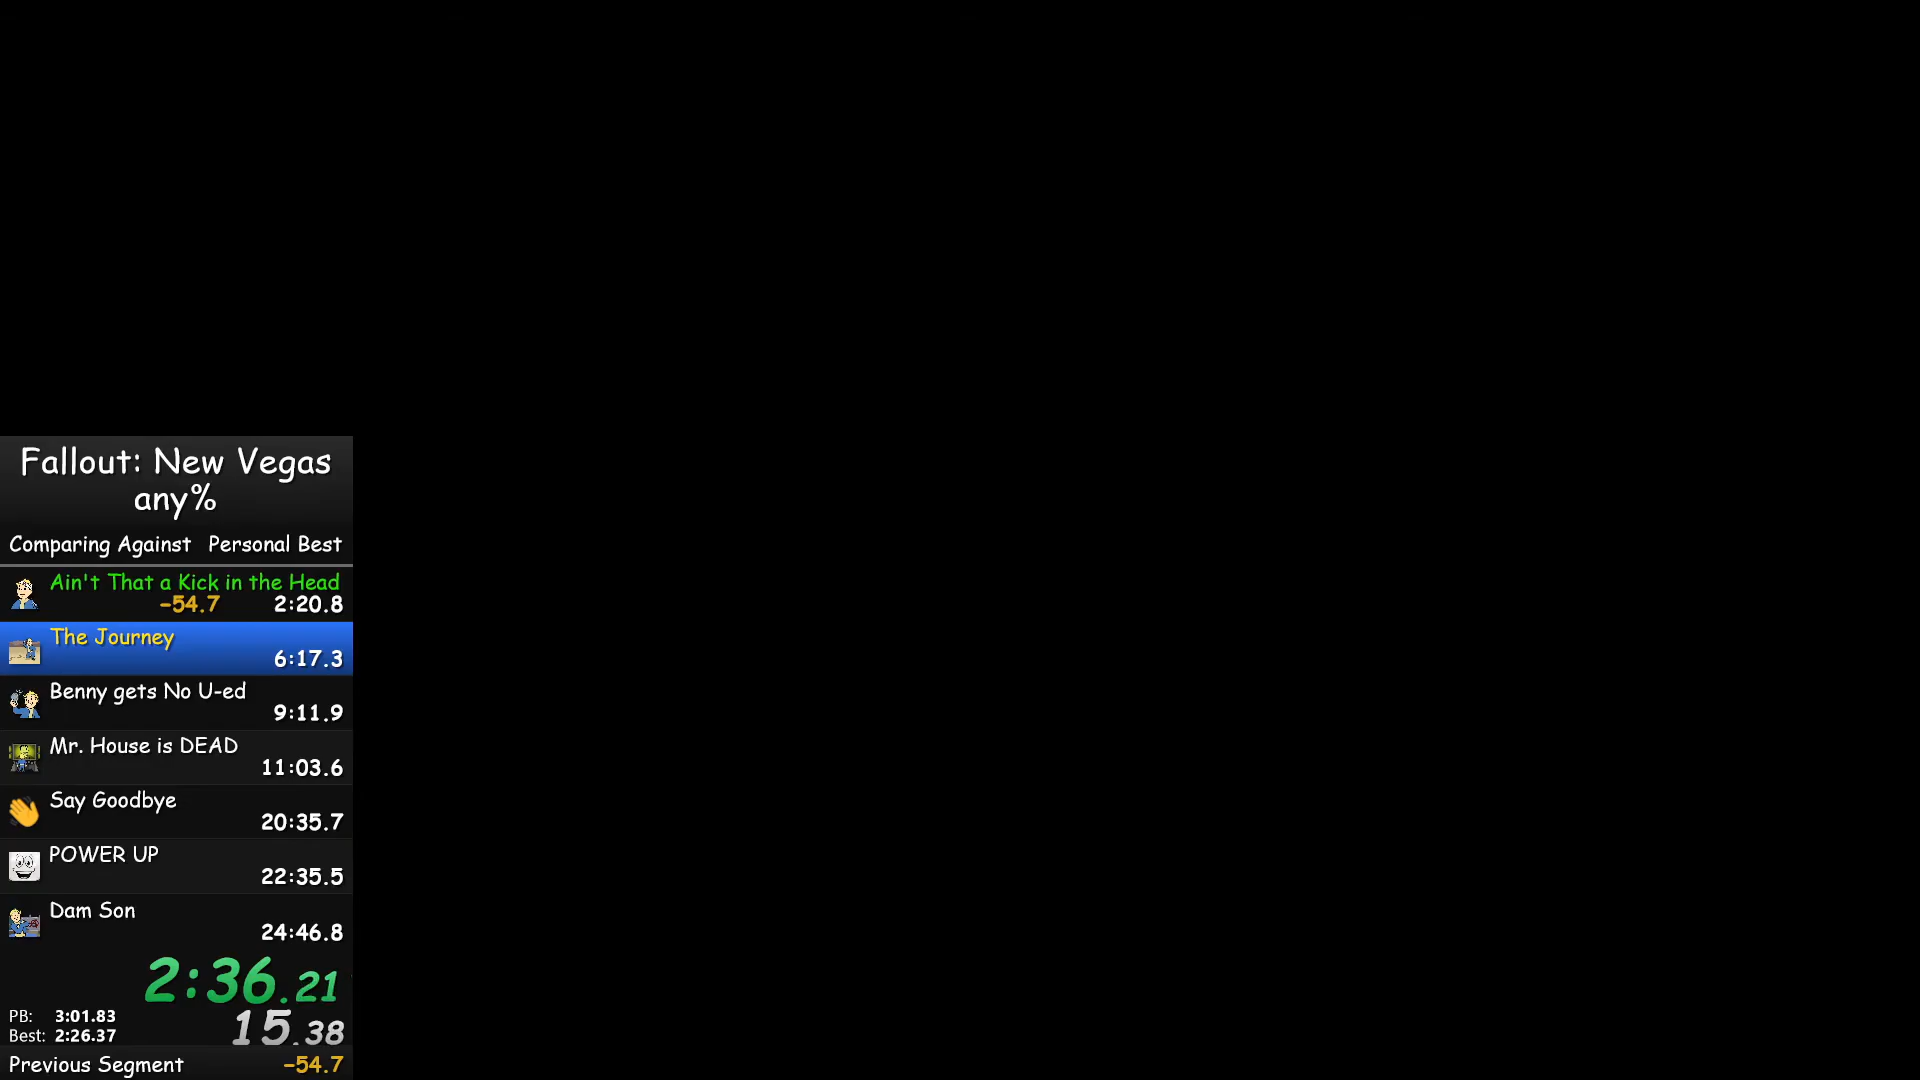 Fallout: New Vegas
any%
Comparing Against Personal Best
Ain't That a Kick in the Head
-54.7 2:20.8
The Journey
6:17.3
Benny gets No U-ed
9:11.9
Mr. House is DEAD
11:03.6
Say Goodbye
20:35.7
POWER UP
22:35.5
Dam Son
24:46.8
2:36.21
PB: 3:01.83
Best: 2:26.37
15.38
Previous Segment -54.7